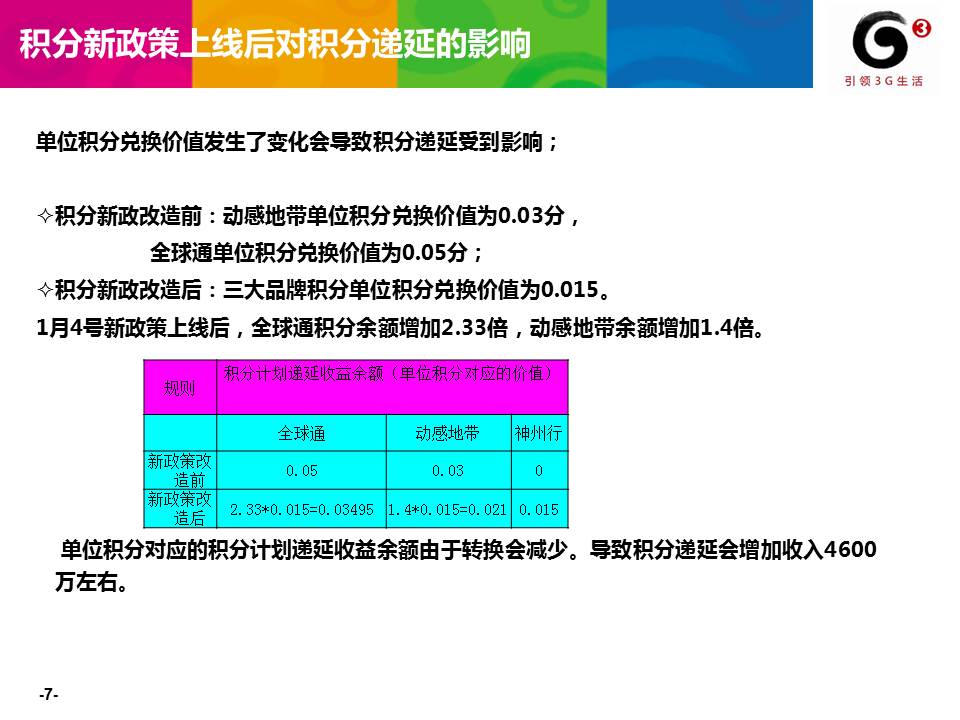 积分新政策上线后对积分递延的影响
3
引领3G生活
单位积分兑换价值发生了变化会导致积分递延受到影响；
✧积分新政改造前：动感地带单位积分兑换价值为0.03分，
全球通单位积分兑换价值为0.05分；
✧积分新政改造后：三大品牌积分单位积分兑换价值为0.015。
1月4号新政策上线后，全球通积分余额增加2.33倍，动感地带余额增加1.4倍。
规则 积分计划递延收益余额（单位积分对应的价值）
全球通 动感地带 神州行
新政策改
造前 0.05 0.03 0
新政策改
造后 2.33*0.015=0.03495 1.4*0.015=0.021 0.015
单位积分对应的积分计划递延收益余额由于转换会减少。导致积分递延会增加收入4600
万左右。
-7-